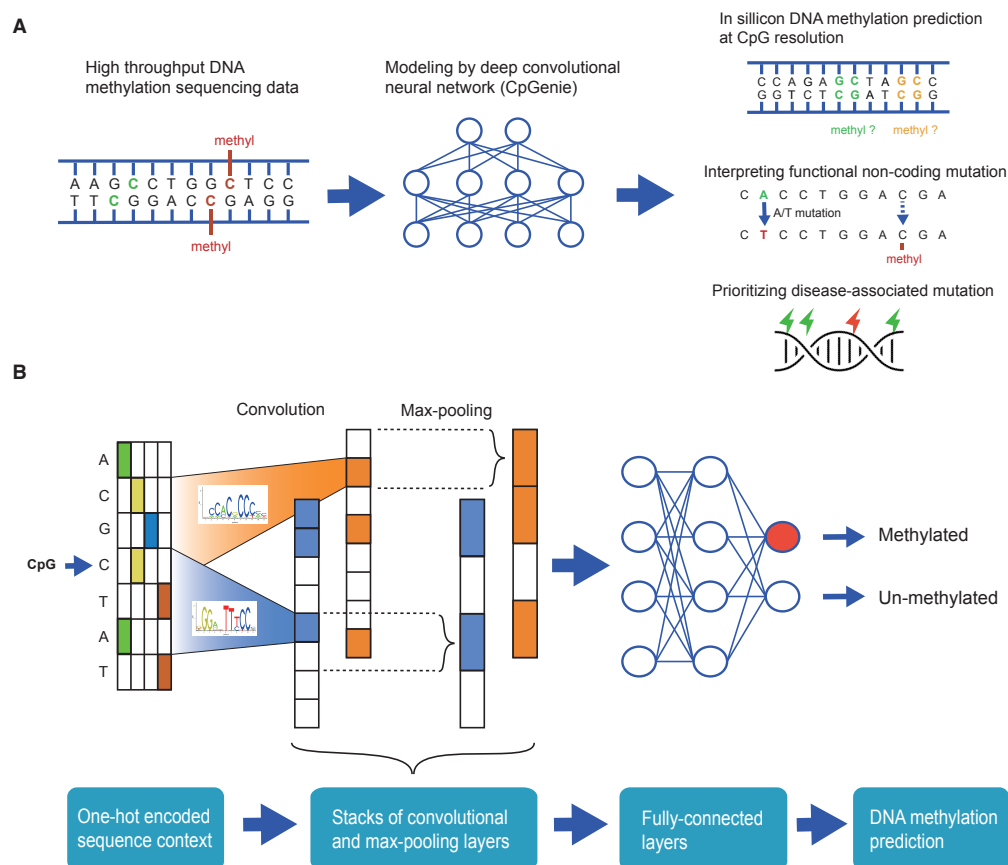 A
High throughput DNA
methylation sequencing data
methyl
A A G C C T G G C T C C
T T C G G A C C G A G G
methyl
Modeling by deep convolutional
neural network (CpGenie)
In sillicon DNA methylation prediction
at CpG resolution
C C A G A G C T A G C C
G G T C T C G A T C G G
methyl ? methyl ?
Interpreting functional non-coding mutation
C A C C T G G A C G A
A/T mutation
C T C C T G G A C G A
methyl
Prioritizing disease-associated mutation
B
Convolution
Max-pooling
A
C
G
CpG
C
T
A
T
Methylated
Un-methylated
One-hot encoded
sequence context
Stacks of convolutional
and max-pooling layers
Fully-connected
layers
DNA methylation
prediction